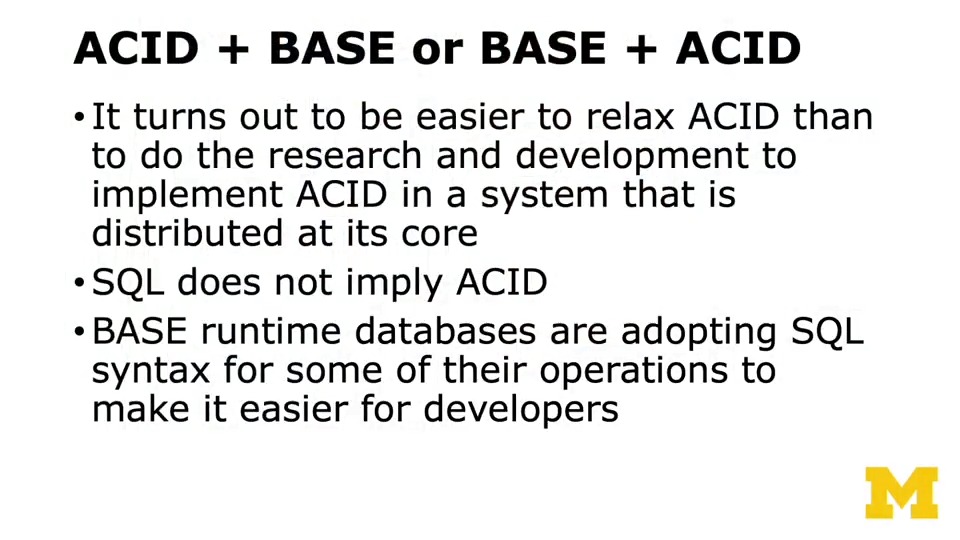 ACID + BASE or BASE + ACID
• It turns out to be easier to relax ACID than
to do the research and development to
implement ACID in a system that is
distributed at its core
• SQL does not imply ACID
• BASE runtime databases are adopting SQL
syntax for some of their operations to
make it easier for developers
M